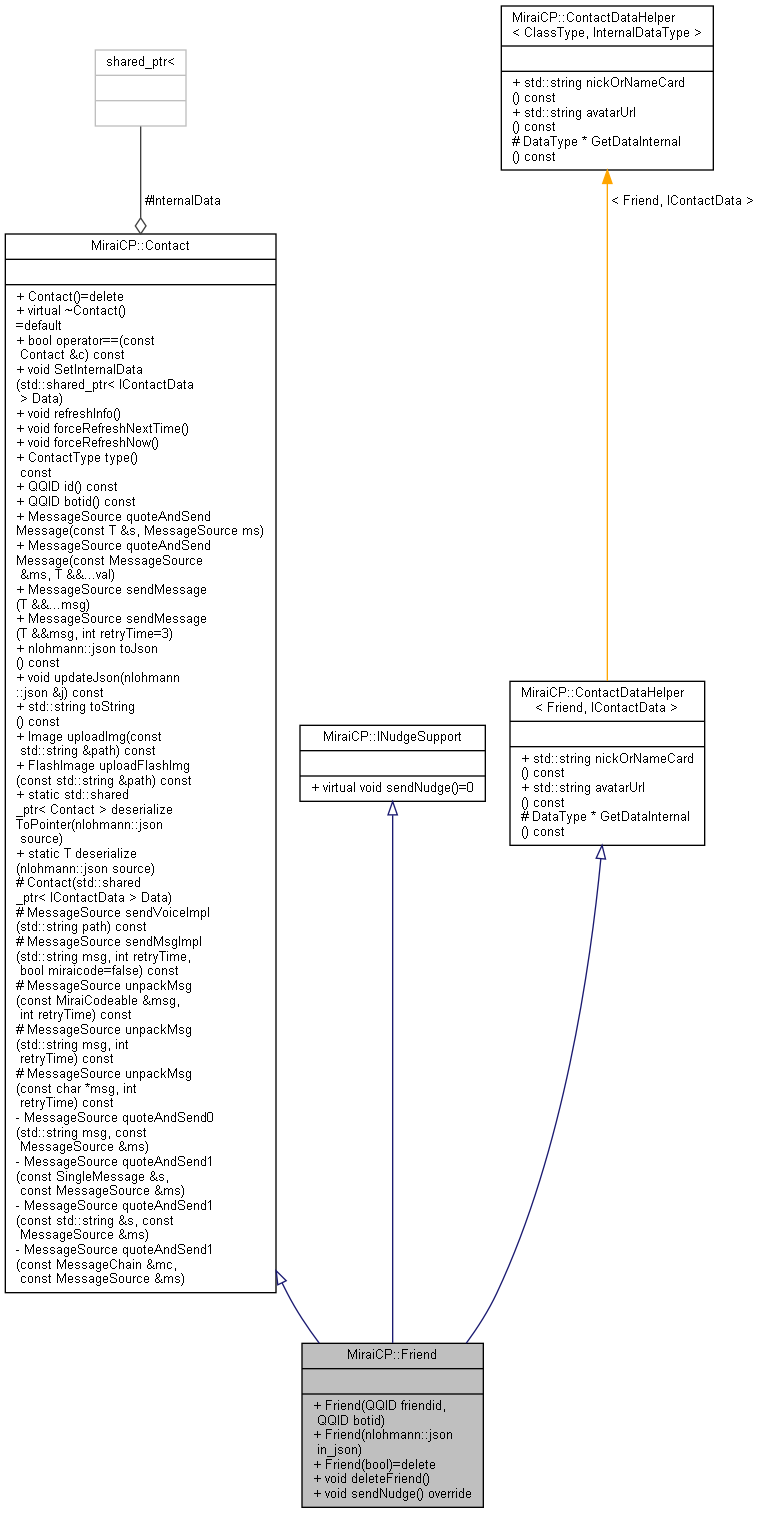 MiraiCP::ContactDataHelper
< ClassType, InternalDataType >
+ std::string nickOrNameCard
() const
+ std::string avatarUrl
() const
# DataType * GetDataInternal
() const
shared_ptr<
#InternalData
< Friend, IContactData >
MiraiCP::Contact
+ Contact()=delete
+ virtual ~Contact()
=default
+ bool operator==(const
Contact &c) const
+ void SetInternalData
(std::shared_ptr< IContactData
> Data)
+ void refreshInfo()
+ void forceRefreshNextTime()
+ void forceRefreshNow()
+ ContactType type()
const
+ QQID id() const
+ QQID botid() const
+ MessageSource quoteAndSend
Message(const T &s, MessageSource ms)
+ MessageSource quoteAndSend
Message(const MessageSource
&ms, T &&...val)
+ MessageSource sendMessage
(T &&...msg)
+ MessageSource sendMessage
(T &&msg, int retryTime=3)
+ nlohmann::json toJson
() const
+ void updateJson(nlohmann
::json &j) const
+ std::string toString
() const
+ Image uploadImg(const
std::string &path) const
+ FlashImage uploadFlashImg
(const std::string &path) const
+ static std::shared
_ptr< Contact > deserialize
ToPointer(nlohmann::json
source)
+ static T deserialize
(nlohmann::json source)
# Contact(std::shared
_ptr< IContactData > Data)
# MessageSource sendVoiceImpl
(std::string path) const
# MessageSource sendMsgImpl
(std::string msg, int retryTime,
bool miraicode=false) const
# MessageSource unpackMsg
(const MiraiCodeable &msg,
int retryTime) const
# MessageSource unpackMsg
(std::string msg, int
retryTime) const
# MessageSource unpackMsg
(const char *msg, int
retryTime) const
- MessageSource quoteAndSend0
(std::string msg, const
MessageSource &ms)
- MessageSource quoteAndSend1
(const SingleMessage &s,
const MessageSource &ms)
- MessageSource quoteAndSend1
(const std::string &s, const
MessageSource &ms)
- MessageSource quoteAndSend1
(const MessageChain &mc,
const MessageSource &ms)
MiraiCP::INudgeSupport
+ virtual void sendNudge()=0
MiraiCP::ContactDataHelper
< Friend, IContactData >
+ std::string nickOrNameCard
() const
+ std::string avatarUrl
() const
# DataType * GetDataInternal
() const
MiraiCP::Friend
+ Friend(QQID friendid,
QQID botid)
+ Friend(nlohmann::json
in_json)
+ Friend(bool)=delete
+ void deleteFriend()
+ void sendNudge() override